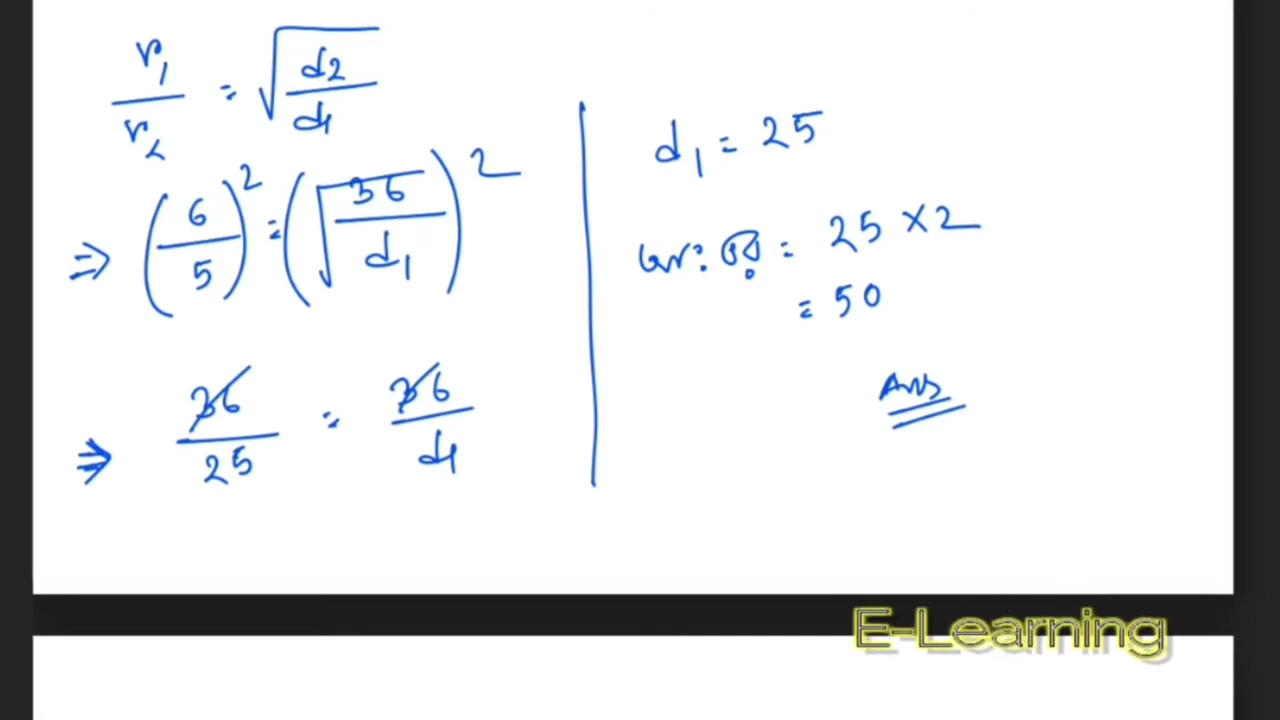 r₁/r₂ = √(d₂/d₁)
⇒ (6/5)² = (√(36/d₁))²
⇒ 36/25 = 36/d₁
d₁ = 25
= 25 × 2
= 50
Ans
E-Learning